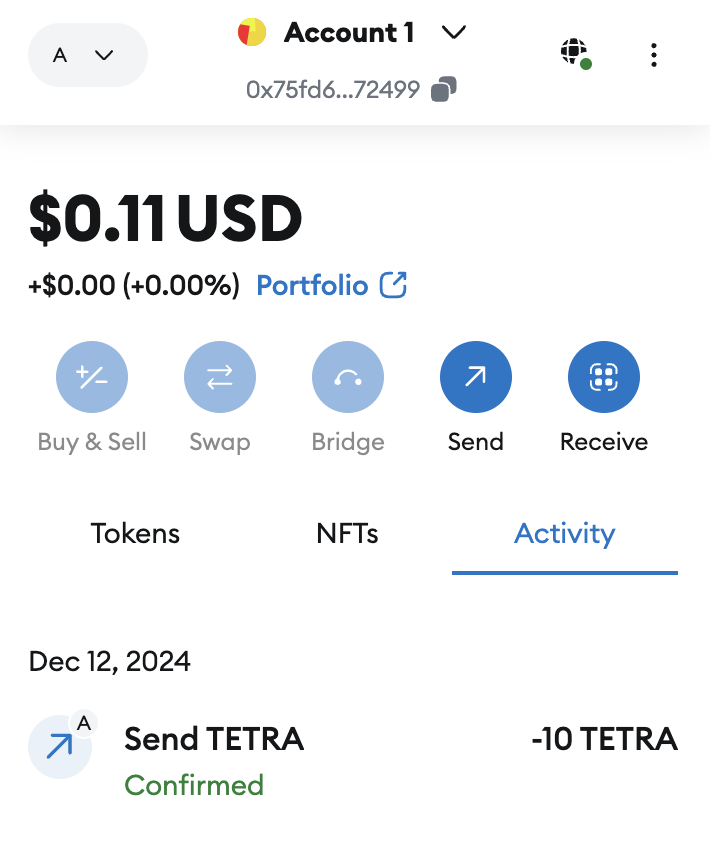 A
Account 1
0x75fd6...72499
$0.11 USD
+$0.00 (+0.00%) Portfolio
Buy & Sell Swap Bridge Send Receive
Tokens NFTs Activity
Dec 12, 2024
A
Send TETRA -10 TETRA
Confirmed